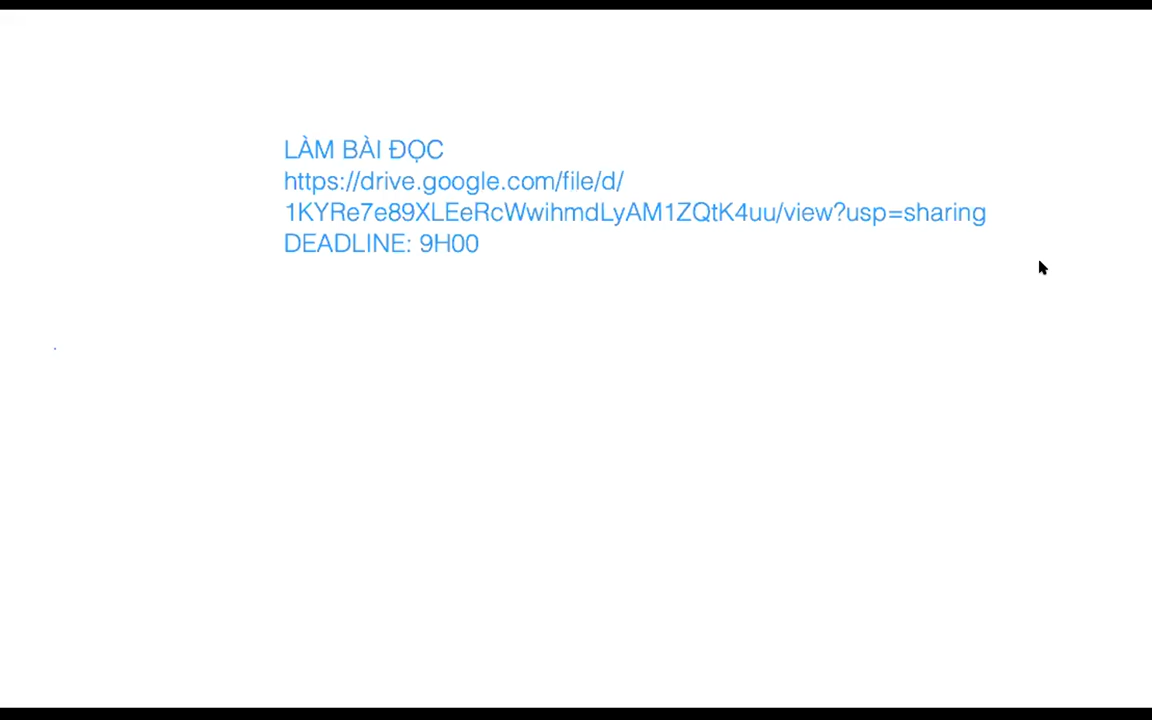 LÀM BÀI ĐỌC
https://drive.google.com/file/d/
1KYRe7e89XLEeRcWwihmdLyAM1ZQtK4uu/view?usp=sharing
DEADLINE: 9H00